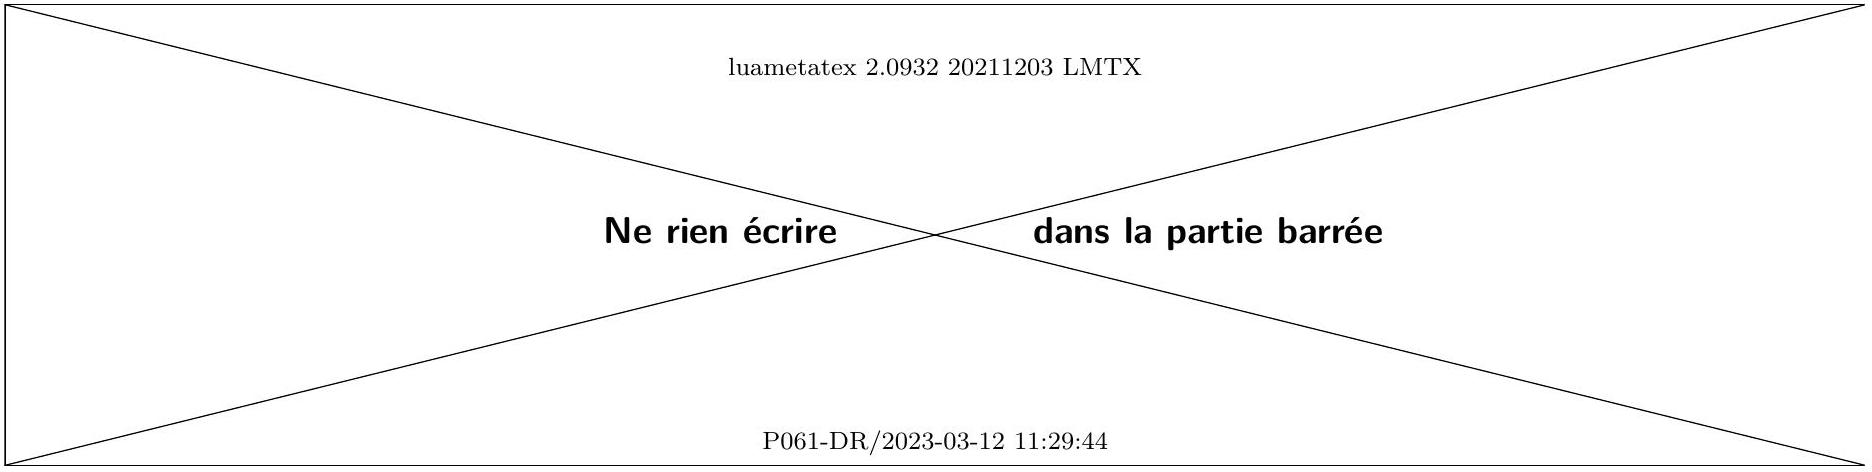 luametatex 2.0932 20211203 LMTX
Ne rien écrire dans la partie barrée
P061-DR/2023-03-12 11:29:44